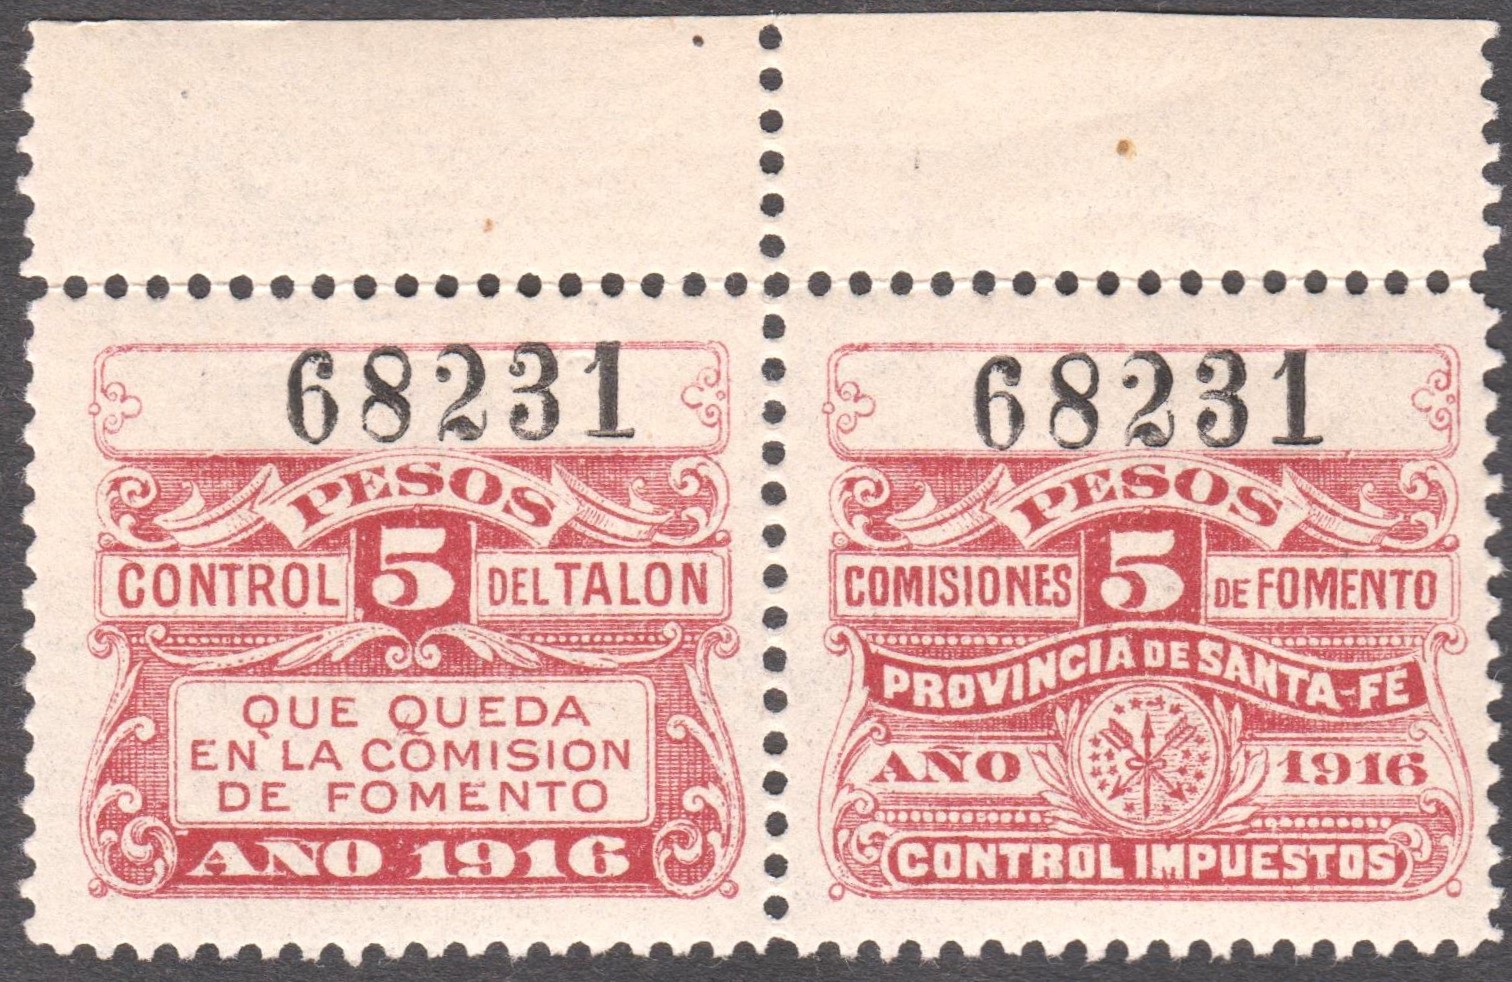 68231
PESOS
5
CONTROL DEL TALON
QUE QUEDA
EN LA COMISION
DE FOMENTO
AÑO 1916
68231
PESOS
5
COMISIONES DE FOMENTO
PROVINCIA DE SANTA-FÉ
AÑO 1916
CONTROL IMPUESTOS